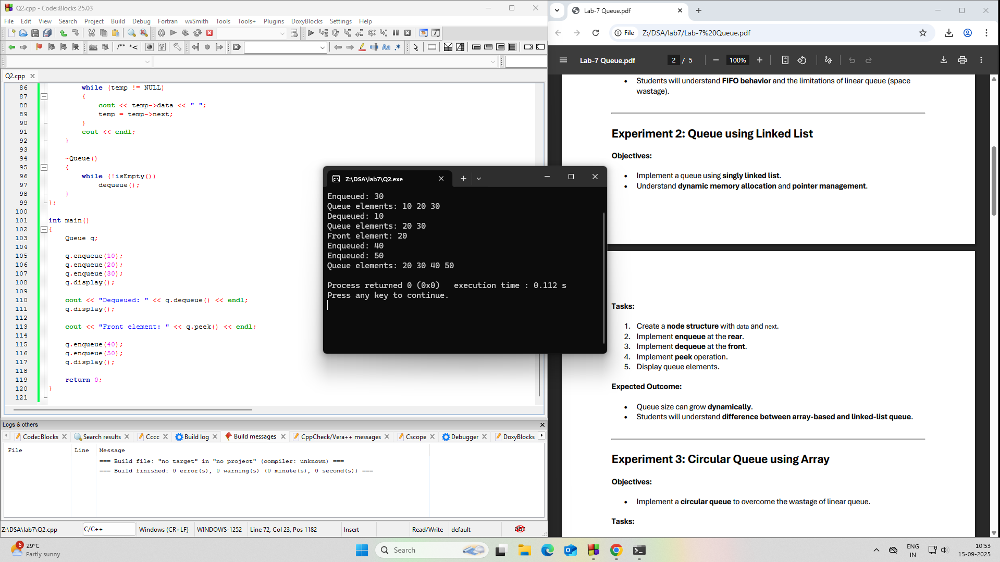 Q2.cpp - Code::Blocks 25.03
File Edit View Search Project Build Debug Fortran wxSmith Tools Tools+ Plugins DoxyBlocks Settings Help
/** *<
Aa .*
Q2.cpp
86 while (temp != NULL)
87 {
88 cout << temp->data << " ";
89 temp = temp->next;
90 }
91 cout << endl;
92 }
93
94 ~Queue()
95 {
96 while (!isEmpty())
97 dequeue();
98 }
99 };
100
101 int main()
102 {
103 Queue q;
104
105 q.enqueue(10);
106 q.enqueue(20);
107 q.enqueue(30);
108 q.display();
109
110 cout << "Dequeued: " << q.dequeue() << endl;
111 q.display();
112
113 cout << "Front element: " << q.peek() << endl;
114
115 q.enqueue(40);
116 q.enqueue(50);
117 q.display();
118
119 return 0;
120 }
121
Logs & others
Code::Blocks Search results Cccc Build log Build messages CppCheck/Vera++ messages Cscope Debugger DoxyBlocks
File Line Message
=== Build file: "no target" in "no project" (compiler: unknown) ===
=== Build finished: 0 error(s), 0 warning(s) (0 minute(s), 0 second(s)) ===
Z:\DSA\lab7\Q2.cpp C/C++ Windows (CR+LF) WINDOWS-1252 Line 72, Col 23, Pos 1182 Insert Read/Write default abc
Z:\DSA\lab7\Q2.exe
Enqueued: 30
Queue elements: 10 20 30
Dequeued: 10
Queue elements: 20 30
Front element: 20
Enqueued: 40
Enqueued: 50
Queue elements: 20 30 40 50
Process returned 0 (0x0) execution time : 0.112 s
Press any key to continue.
Lab-7 Queue.pdf
File Z:/DSA/lab7/Lab-7%20Queue.pdf
Lab-7 Queue.pdf 2 / 5 100%
• Students will understand FIFO behavior and the limitations of linear queue (space
wastage).
Experiment 2: Queue using Linked List
Objectives:
• Implement a queue using singly linked list.
• Understand dynamic memory allocation and pointer management.
Tasks:
1. Create a node structure with data and next.
2. Implement enqueue at the rear.
3. Implement dequeue at the front.
4. Implement peek operation.
5. Display queue elements.
Expected Outcome:
• Queue size can grow dynamically.
• Students will understand difference between array-based and linked-list queue.
Experiment 3: Circular Queue using Array
Objectives:
• Implement a circular queue to overcome the wastage of linear queue.
Tasks:
6
29°C
Partly sunny
Search
ENG
IN
10:53
15-09-2025